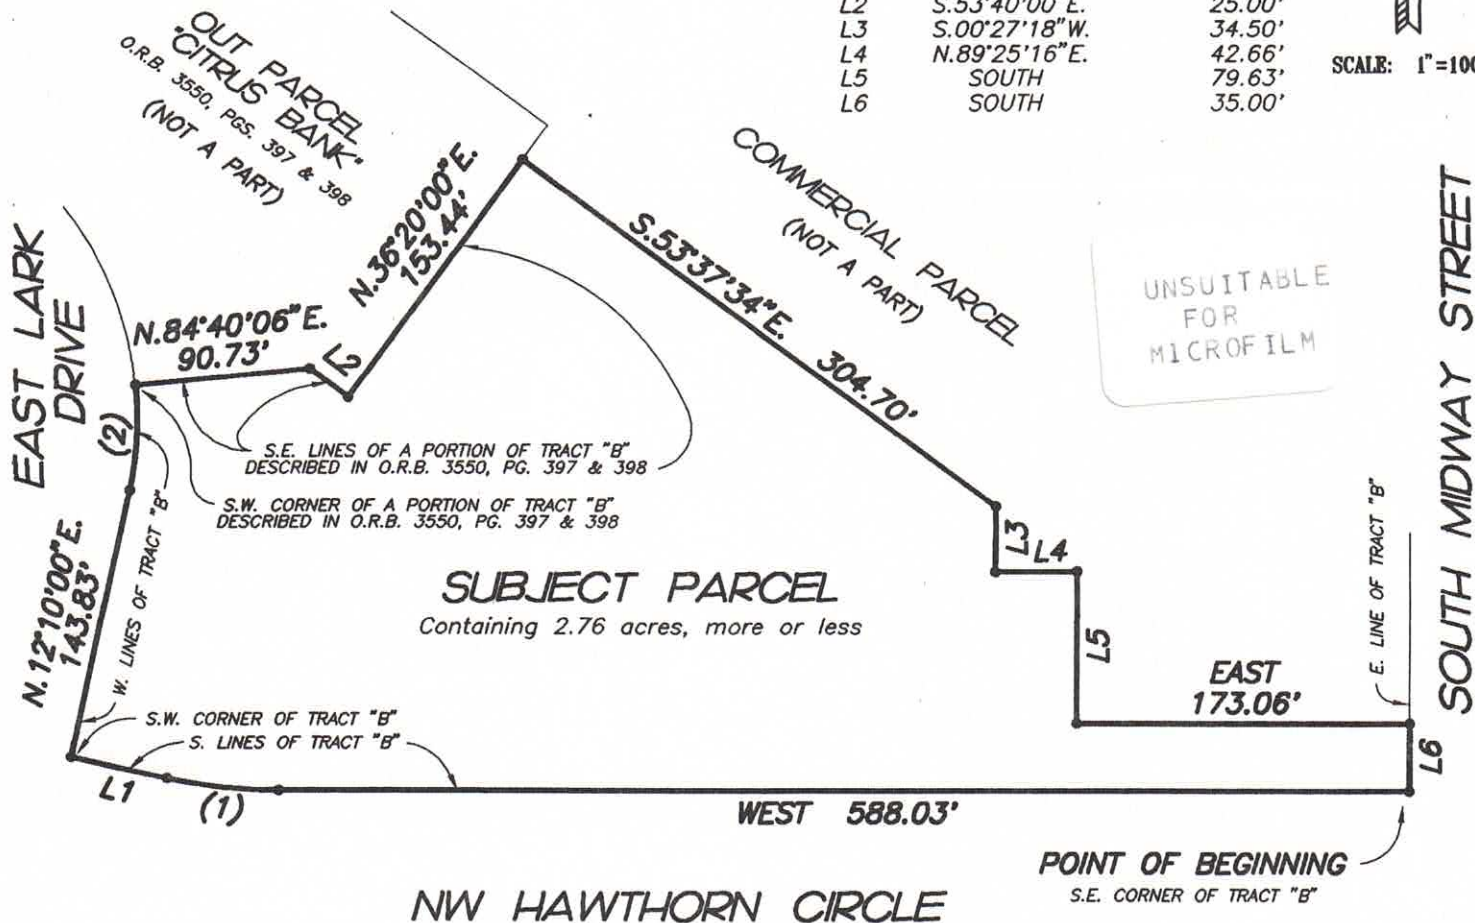 L2 S.53°40'00"E. 25.00'
L3 S.00°27'18"W. 34.50'
L4 N.89°25'16"E. 42.66'
L5 SOUTH 79.63'
L6 SOUTH 35.00'
SCALE: 1"=100
OUT PARCEL
"CITRUS BANK"
O.R.B. 3550, PGS. 397 & 398
(NOT A PART)
COMMERCIAL PARCEL
(NOT A PART)
UNSUITABLE
FOR
M1CROFILM
EAST LARK
DRIVE
SOUTH MIDWAY STREET
N.36°20'00"E.
153.44'
S.53°37'34"E. 304.70'
N.84°40'06"E.
90.73'
L2
(2)
S.E. LINES OF A PORTION OF TRACT "B"
DESCRIBED IN O.R.B. 3550, PG. 397 & 398
S.W. CORNER OF A PORTION OF TRACT "B"
DESCRIBED IN O.R.B. 3550, PG. 397 & 398
N.12°10'00"E.
143.83'
W. LINES OF TRACT "B"
L3
L4
SUBJECT PARCEL
Containing 2.76 acres, more or less
L5
E. LINE OF TRACT "B"
EAST
173.06'
L6
S.W. CORNER OF TRACT "B"
S. LINES OF TRACT "B"
L1
(1)
WEST 588.03'
POINT OF BEGINNING
S.E. CORNER OF TRACT "B"
NW HAWTHORN CIRCLE